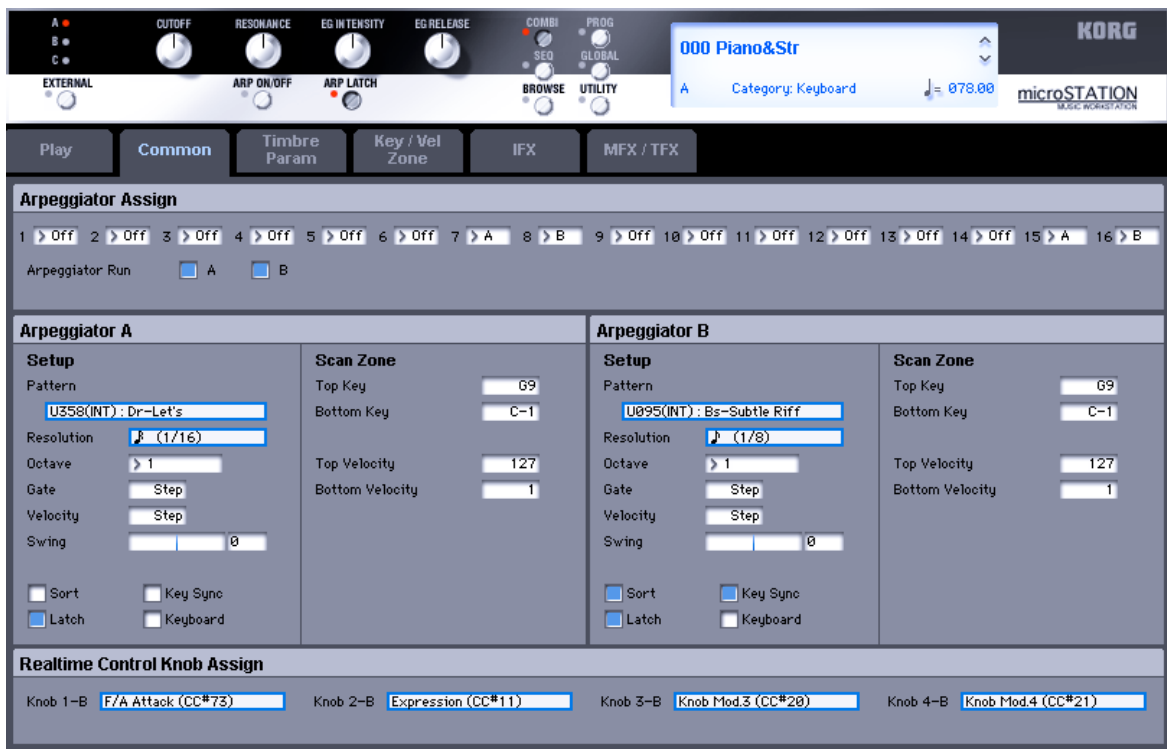 A
B
C
CUTOFF RESONANCE EG INTENSITY EG RELEASE
COMBI PROG
SEQ GLOBAL
EXTERNAL ARP ON/OFF ARP LATCH
BROWSE UTILITY
000 Piano&Str
A Category: Keyboard ♩= 078.00
KORG
microSTATION
MUSIC WORKSTATION
Play Common Timbre Param Key / Vel Zone IFX MFX / TFX
Arpeggiator Assign
1 > Off 2 > Off 3 > Off 4 > Off 5 > Off 6 > Off 7 > A 8 > B 9 > Off 10 > Off 11 > Off 12 > Off 13 > Off 14 > Off 15 > A 16 > B
Arpeggiator Run A B
Arpeggiator A
Setup
Pattern
U358(INT) : Dr-Let's
Resolution (1/16)
Octave > 1
Gate Step
Velocity Step
Swing 0
Sort Key Sync
Latch Keyboard
Scan Zone
Top Key G9
Bottom Key C-1
Top Velocity 127
Bottom Velocity 1
Arpeggiator B
Setup
Pattern
U095(INT) : Bs-Subtle Riff
Resolution (1/8)
Octave > 1
Gate Step
Velocity Step
Swing 0
Sort Key Sync
Latch Keyboard
Scan Zone
Top Key G9
Bottom Key C-1
Top Velocity 127
Bottom Velocity 1
Realtime Control Knob Assign
Knob 1-B F/A Attack (CC#73) Knob 2-B Expression (CC#11) Knob 3-B Knob Mod.3 (CC#20) Knob 4-B Knob Mod.4 (CC#21)